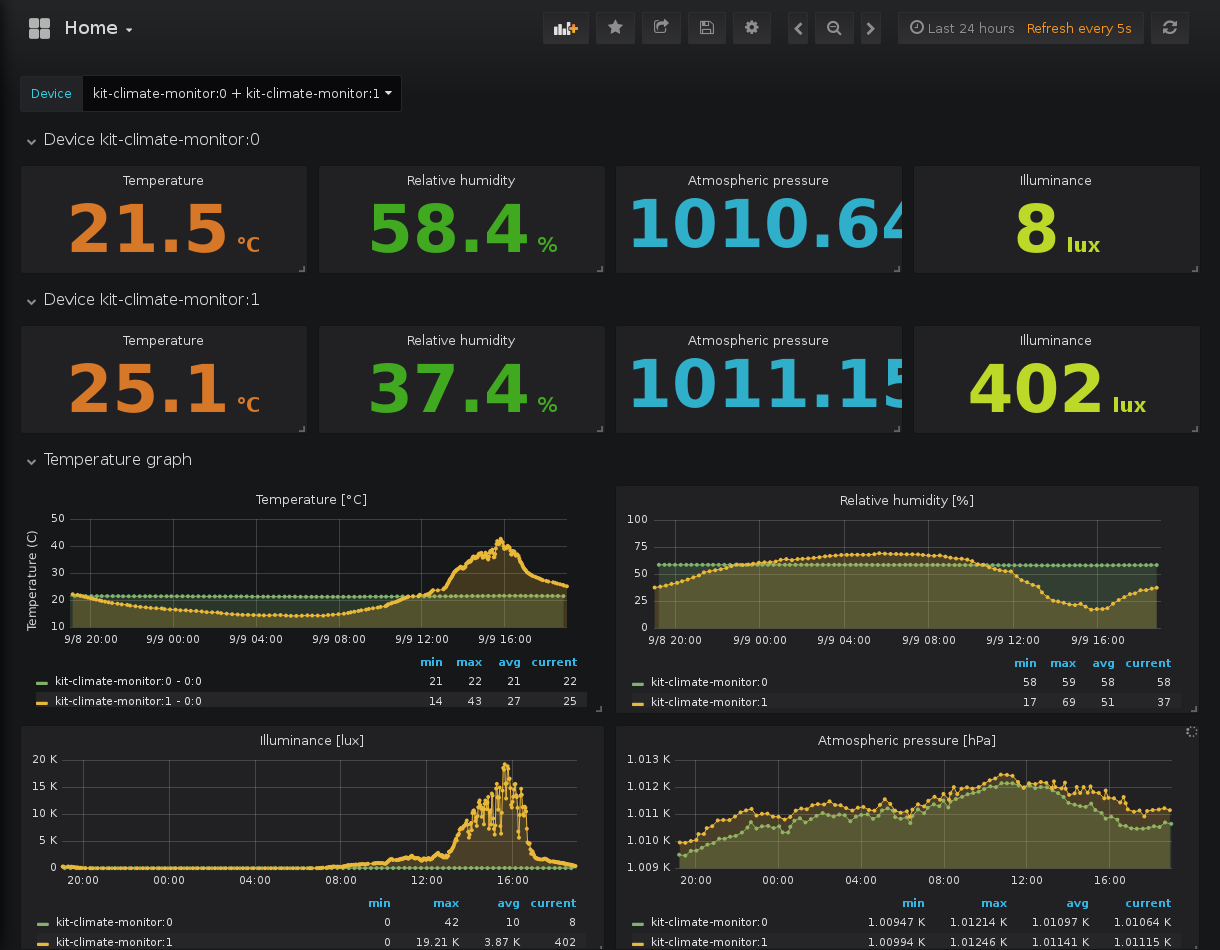 Home
Last 24 hours Refresh every 5s
Device kit-climate-monitor:0 + kit-climate-monitor:1
Device kit-climate-monitor:0
Temperature Relative humidity Atmospheric pressure Illuminance
21.5 °C 58.4 % 1010.64 8 lux
Device kit-climate-monitor:1
Temperature Relative humidity Atmospheric pressure Illuminance
25.1 °C 37.4 % 1011.15 402 lux
Temperature graph
Temperature [°C]
Temperature (C)
50
40
30
20
10
9/8 20:00 9/9 00:00 9/9 04:00 9/9 08:00 9/9 12:00 9/9 16:00
min max avg current
kit-climate-monitor:0 - 0:0 21 22 21 22
kit-climate-monitor:1 - 0:0 14 43 27 25
Relative humidity [%]
100
75
50
25
0
9/8 20:00 9/9 00:00 9/9 04:00 9/9 08:00 9/9 12:00 9/9 16:00
min max avg current
kit-climate-monitor:0 58 59 58 58
kit-climate-monitor:1 17 69 51 37
Illuminance [lux]
20 K
15 K
10 K
5 K
0
20:00 00:00 04:00 08:00 12:00 16:00
min max avg current
kit-climate-monitor:0 0 42 10 8
kit-climate-monitor:1 0 19.21 K 3.87 K 402
Atmospheric pressure [hPa]
1.013 K
1.012 K
1.011 K
1.010 K
1.009 K
20:00 00:00 04:00 08:00 12:00 16:00
min max avg current
kit-climate-monitor:0 1.00947 K 1.01214 K 1.01097 K 1.01064 K
kit-climate-monitor:1 1.00994 K 1.01246 K 1.01141 K 1.01115 K